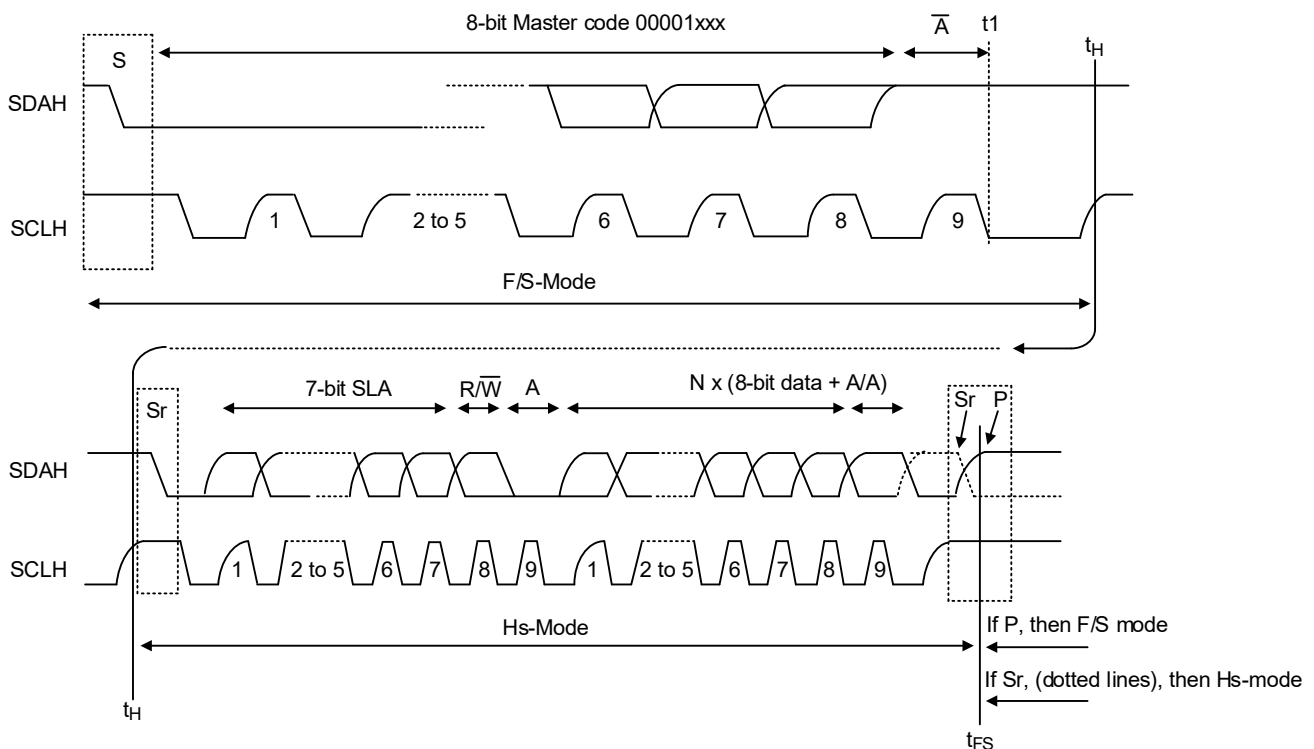 8-bit Master code 00001xxx
A̅
t1
tH
S
SDAH
SCLH
1
2 to 5
6
7
8
9
F/S-Mode
7-bit SLA
R/W̅
A
N x (8-bit data + A/A)
Sr
Sr
P
SDAH
SCLH
1
2 to 5
6
7
8
9
1
2 to 5
6
7
8
9
Hs-Mode
If P, then F/S mode
If Sr, (dotted lines), then Hs-mode
tH
tFS